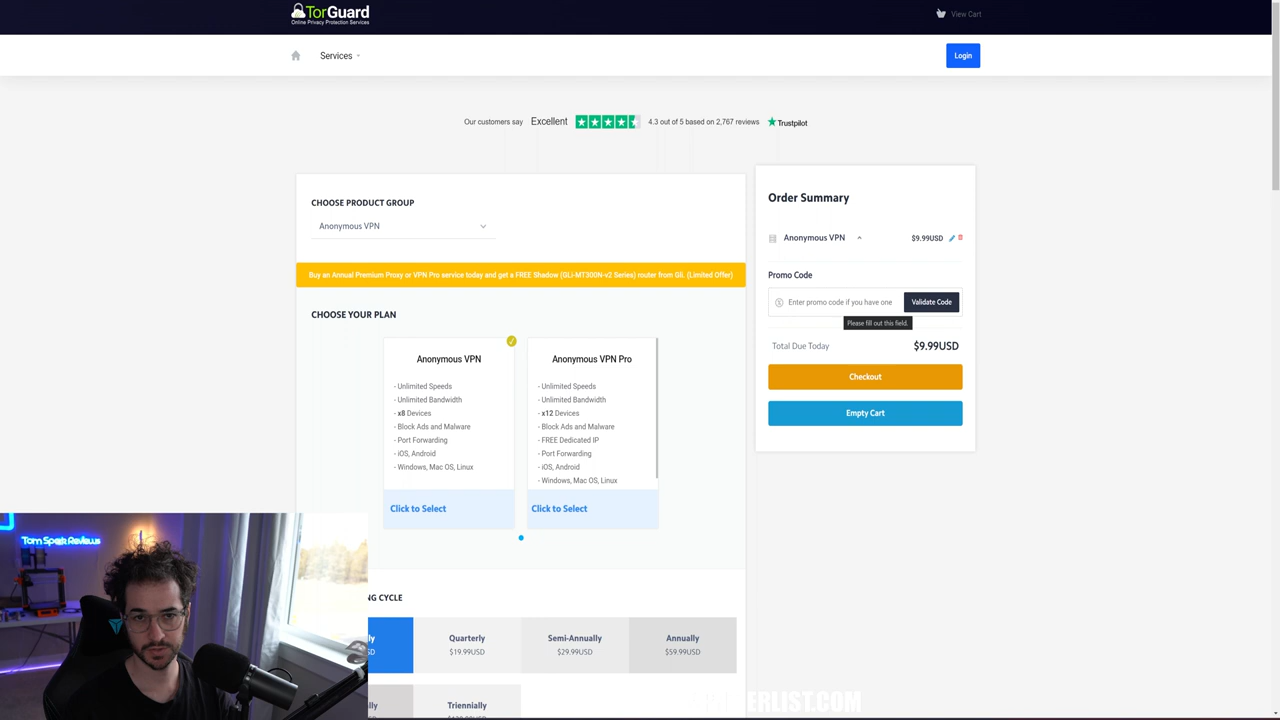 TorGuard
Online Privacy Protection Services
View Cart
Services
Login
Our customers say Excellent 4.3 out of 5 based on 2,767 reviews Trustpilot
CHOOSE PRODUCT GROUP
Anonymous VPN
Buy an Annual Premium Proxy or VPN Pro service today and get a FREE Shadow (GLi-MT300N-v2 Series) router from Gli. (Limited Offer)
CHOOSE YOUR PLAN
Anonymous VPN
- Unlimited Speeds
- Unlimited Bandwidth
- x8 Devices
- Block Ads and Malware
- Port Forwarding
- iOS, Android
- Windows, Mac OS, Linux
Click to Select
Anonymous VPN Pro
- Unlimited Speeds
- Unlimited Bandwidth
- x12 Devices
- Block Ads and Malware
- FREE Dedicated IP
- Port Forwarding
- iOS, Android
- Windows, Mac OS, Linux
Click to Select
Order Summary
Anonymous VPN $9.99USD
Promo Code
Enter promo code if you have one
Validate Code
Please fill out this field.
Total Due Today $9.99USD
Checkout
Empty Cart
CYCLE
Quarterly
$19.99USD
Semi-Annually
$29.99USD
Annually
$59.99USD
Triennially
Tom Spark Reviews